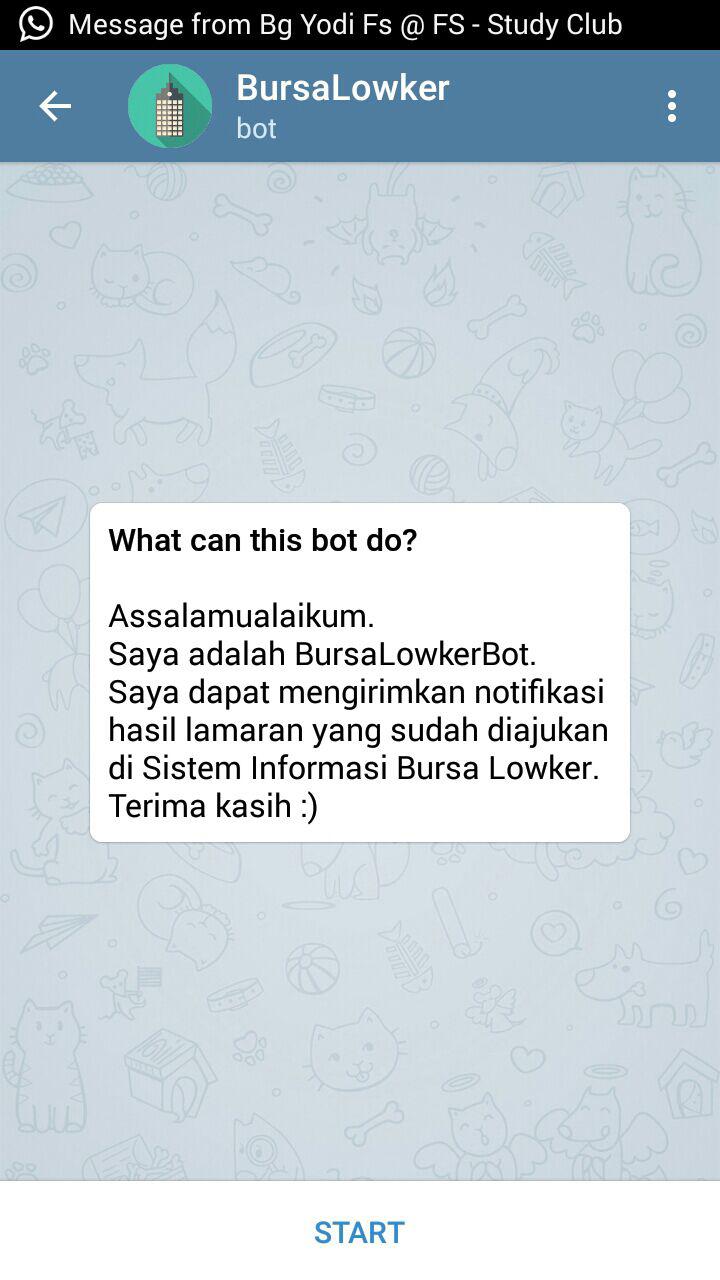 Message from Bg Yodi Fs @ FS - Study Club
BursaLowker
bot
What can this bot do?
Assalamualaikum.
Saya adalah BursaLowkerBot.
Saya dapat mengirimkan notifikasi
hasil lamaran yang sudah diajukan
di Sistem Informasi Bursa Lowker.
Terima kasih :)
START